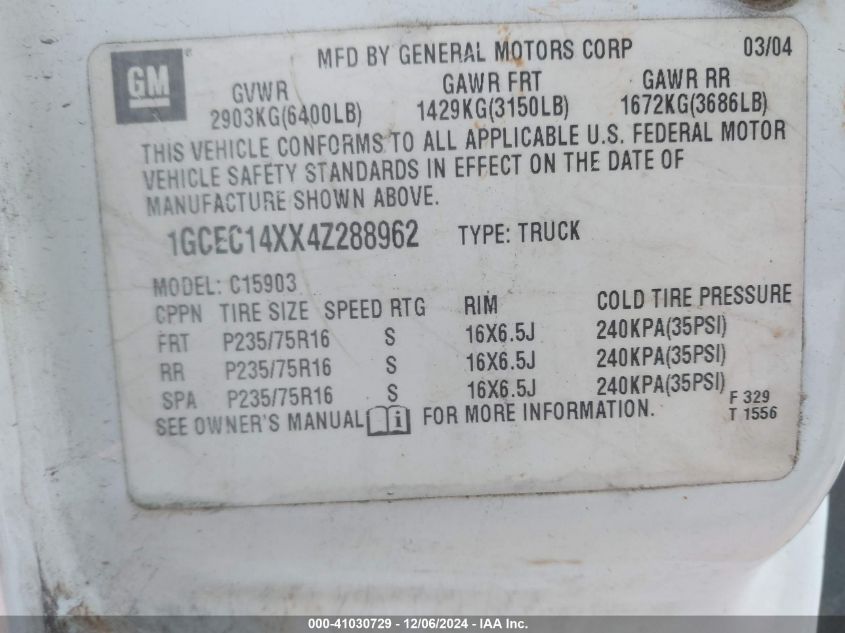 GM ® MFD BY GENERAL MOTORS CORP 03/04
GVWR GAWR FRT GAWR RR
2903KG(6400LB) 1429KG(3150LB) 1672KG(3686LB)
THIS VEHICLE CONFORMS TO ALL APPLICABLE U.S. FEDERAL MOTOR
VEHICLE SAFETY STANDARDS IN EFFECT ON THE DATE OF
MANUFACTURE SHOWN ABOVE.
1GCEC14XX4Z288962 TYPE: TRUCK
MODEL: C15903
CPPN TIRE SIZE SPEED RTG RIM COLD TIRE PRESSURE
FRT P235/75R16 S 16X6.5J 240KPA(35PSI)
RR P235/75R16 S 16X6.5J 240KPA(35PSI)
SPA P235/75R16 S 16X6.5J 240KPA(35PSI)
SEE OWNER'S MANUAL i FOR MORE INFORMATION.
F 329
T 1556
000-41030729 - 12/06/2024 - IAA Inc.